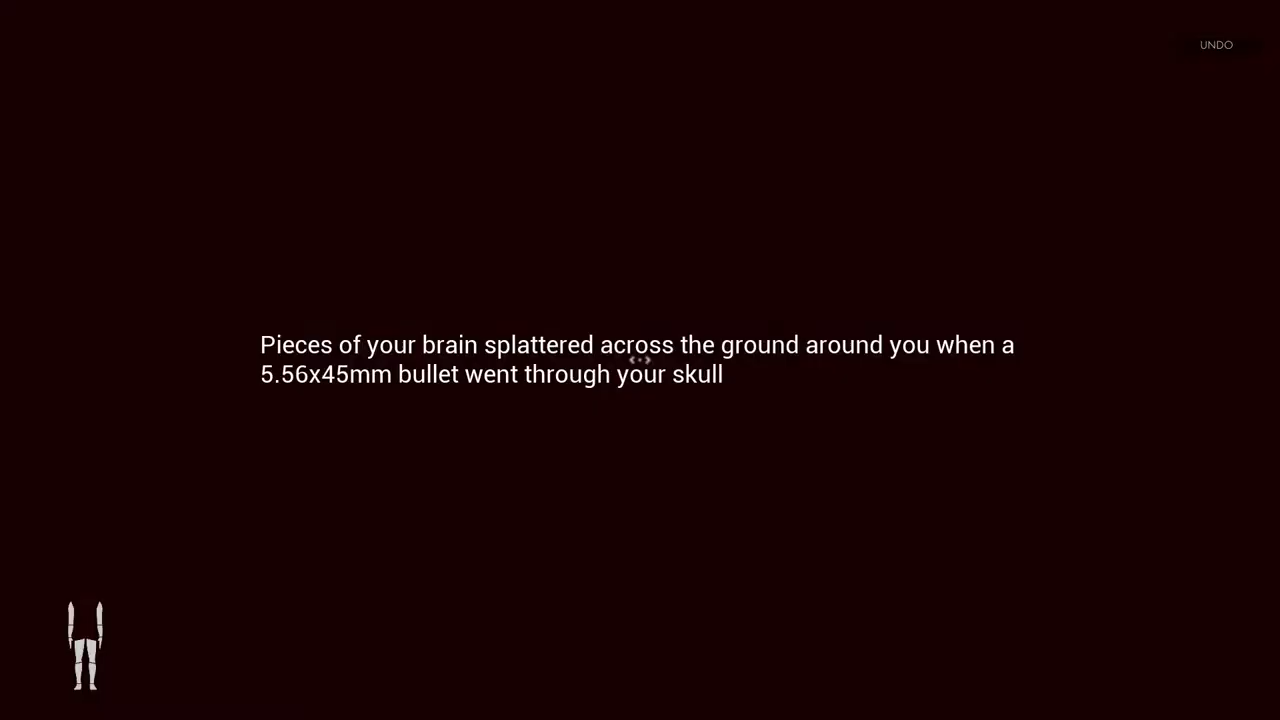 UNDO
Pieces of your brain splattered across the ground around you when a
5.56x45mm bullet went through your skull